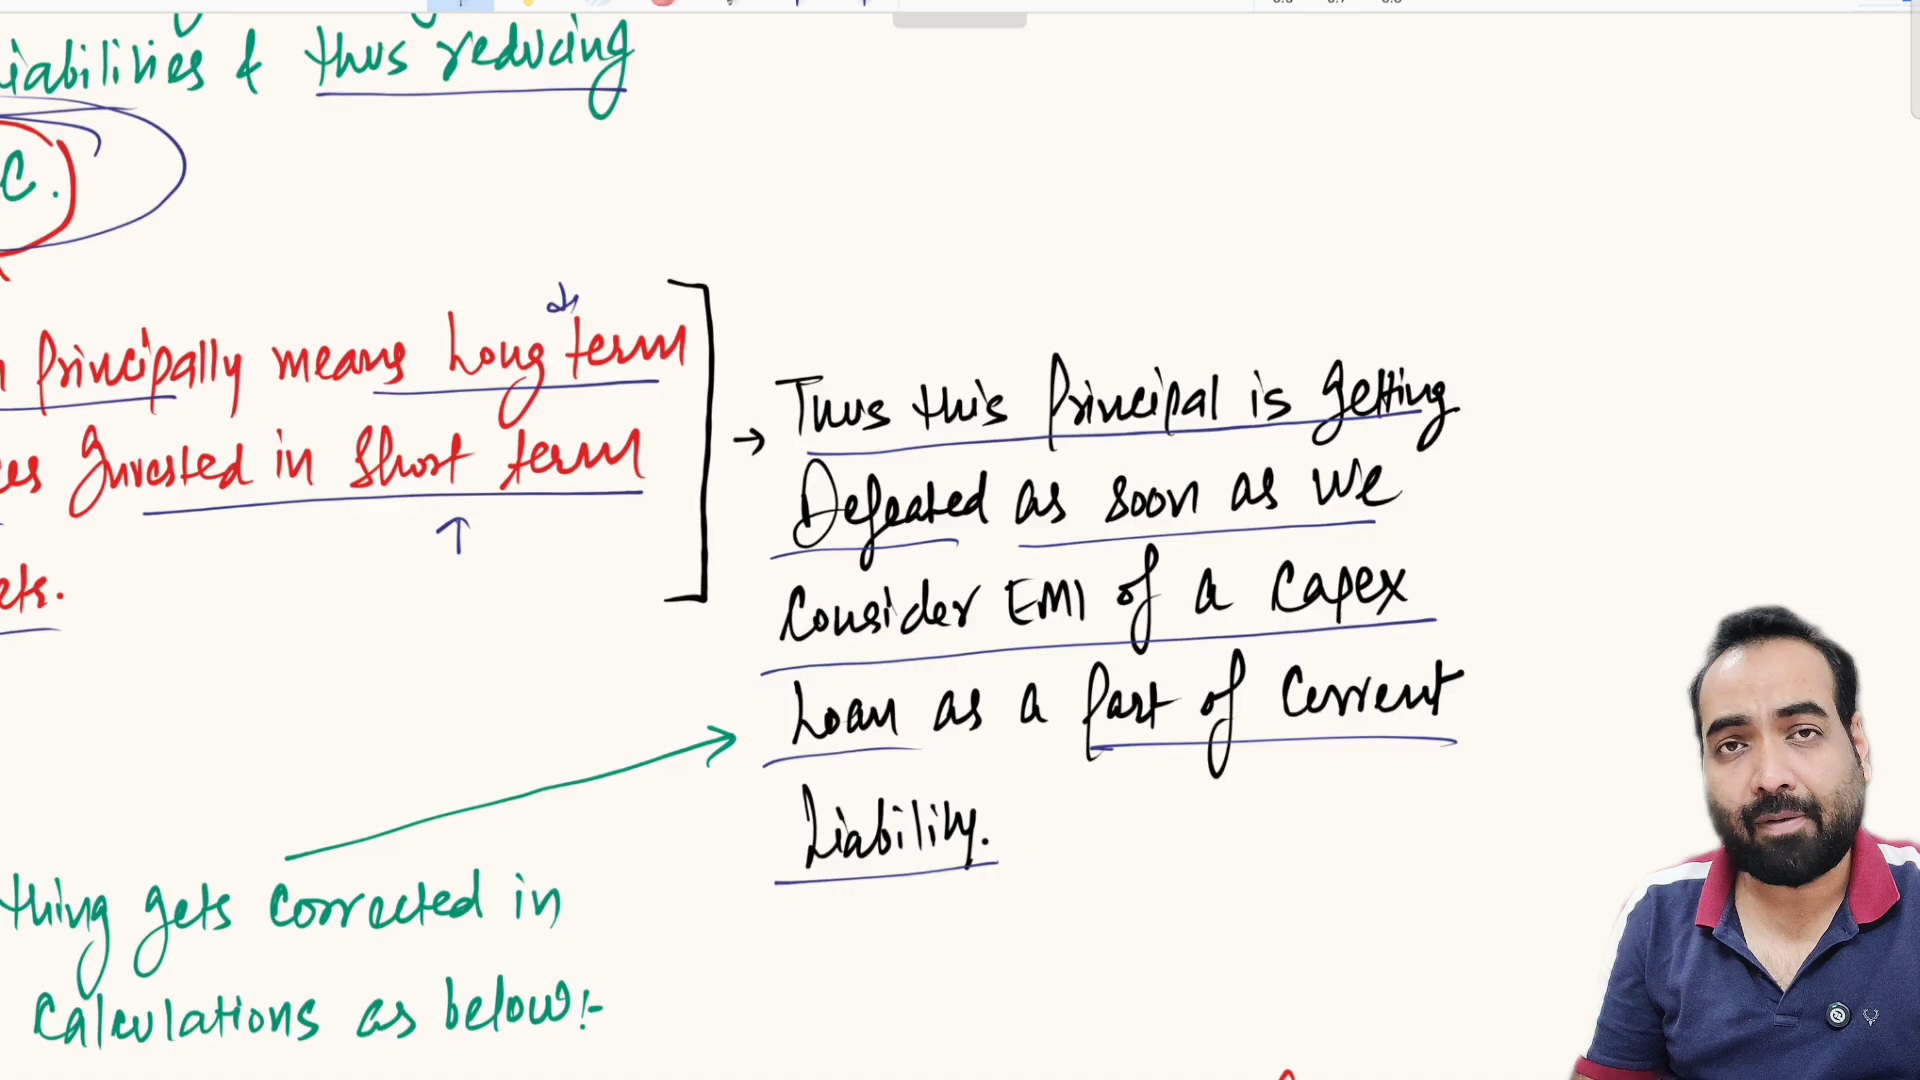 iabilities & thus reducing
C.
n Principally means Long term
es Invested in Short term
ets.
→ Thus this Principal is getting
Defeated as soon as we
Consider EMI of a Capex
Loan as a Part of Current
Liability.
thing gets corrected in
Calculations as below:-